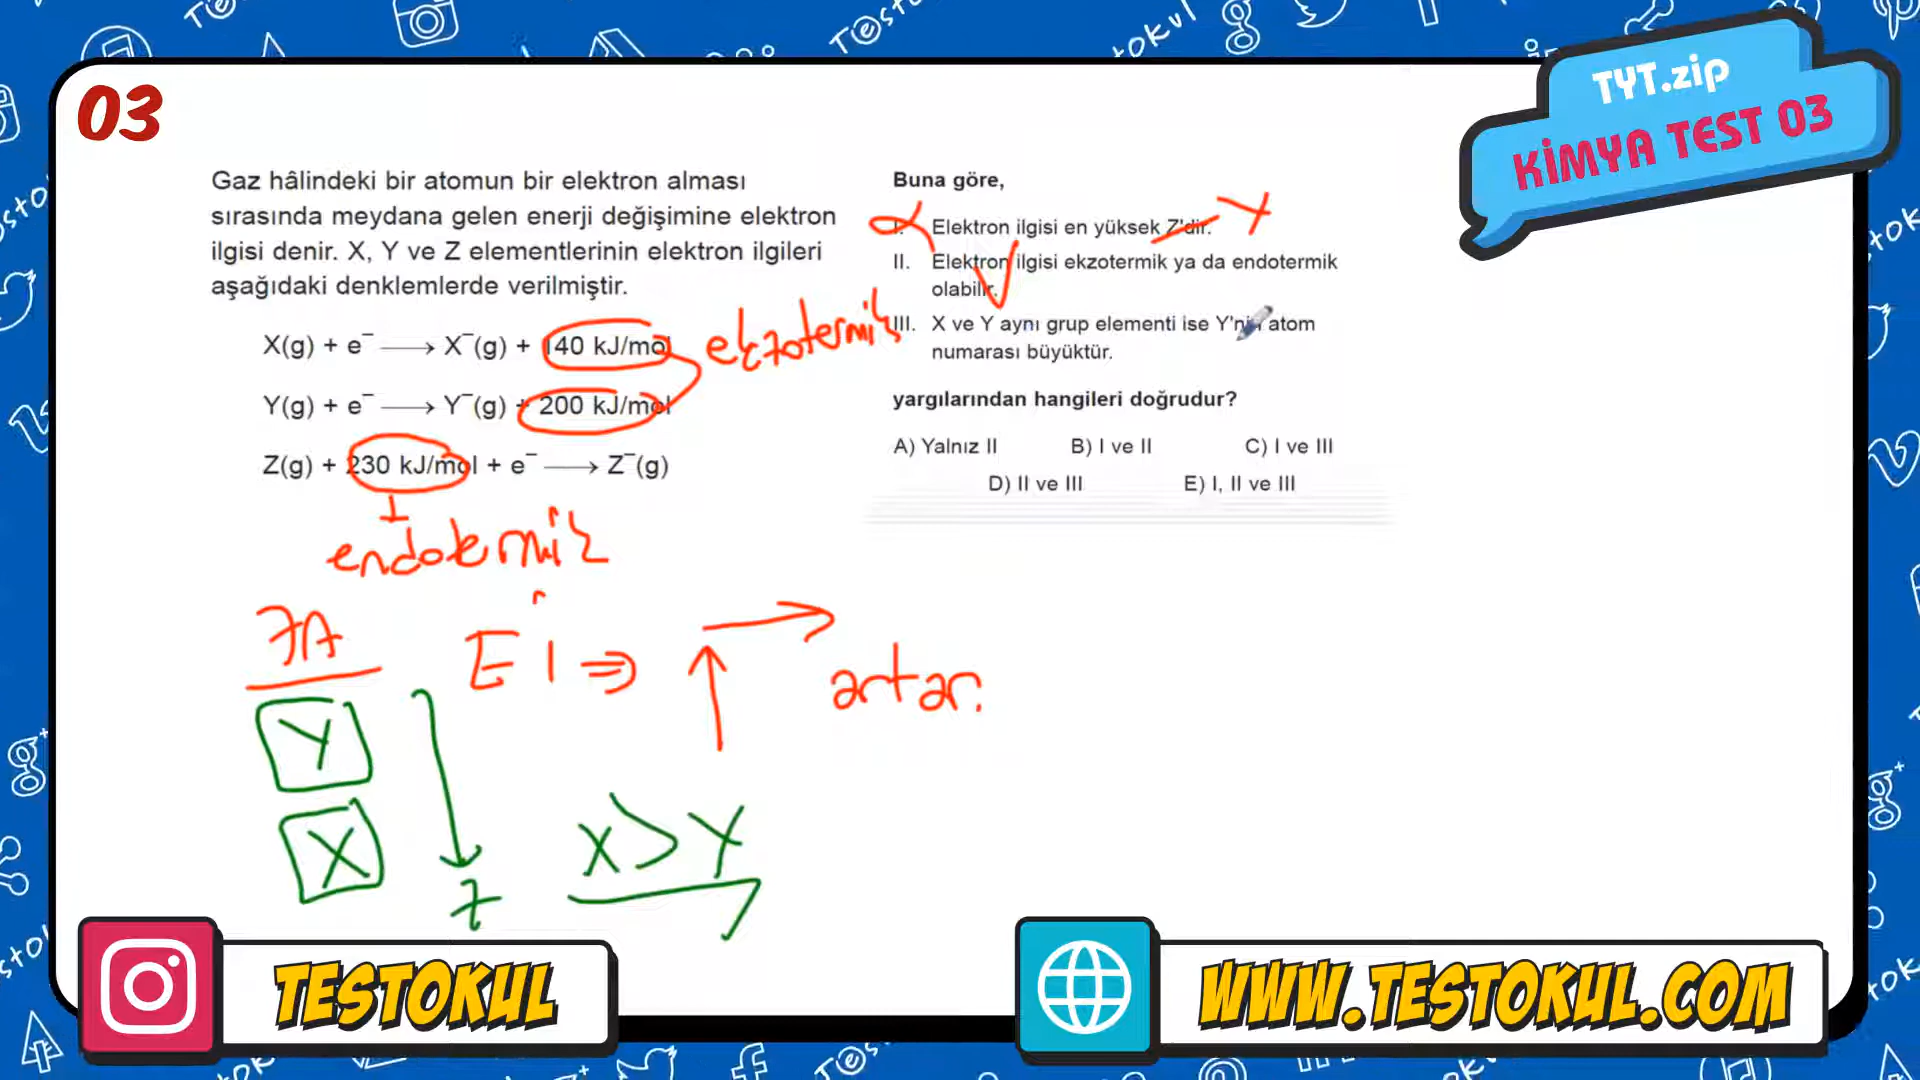 03
TYT.zip
KİMYA TEST 03
Gaz hâlindeki bir atomun bir elektron alması
sırasında meydana gelen enerji değişimine elektron
ilgisi denir. X, Y ve Z elementlerinin elektron ilgileri
aşağıdaki denklemlerde verilmiştir.
X(g) + e⁻ ⟶ X⁻(g) + 140 kJ/mol
Y(g) + e⁻ ⟶ Y⁻(g) + 200 kJ/mol
ekzotermik
Z(g) + 230 kJ/mol + e⁻ ⟶ Z⁻(g)
endotermik
Buna göre,
I. Elektron ilgisi en yüksek Z'dir. Y
II. Elektron ilgisi ekzotermik ya da endotermik
olabilir.
III. X ve Y aynı grup elementi ise Y'nin atom
numarası büyüktür.
yargılarından hangileri doğrudur?
A) Yalnız II B) I ve II C) I ve III
D) II ve III E) I, II ve III
7A
Eİ ⇒ artar.
Y
X
Z
X > Y
TESTOKUL
WWW.TESTOKUL.COM